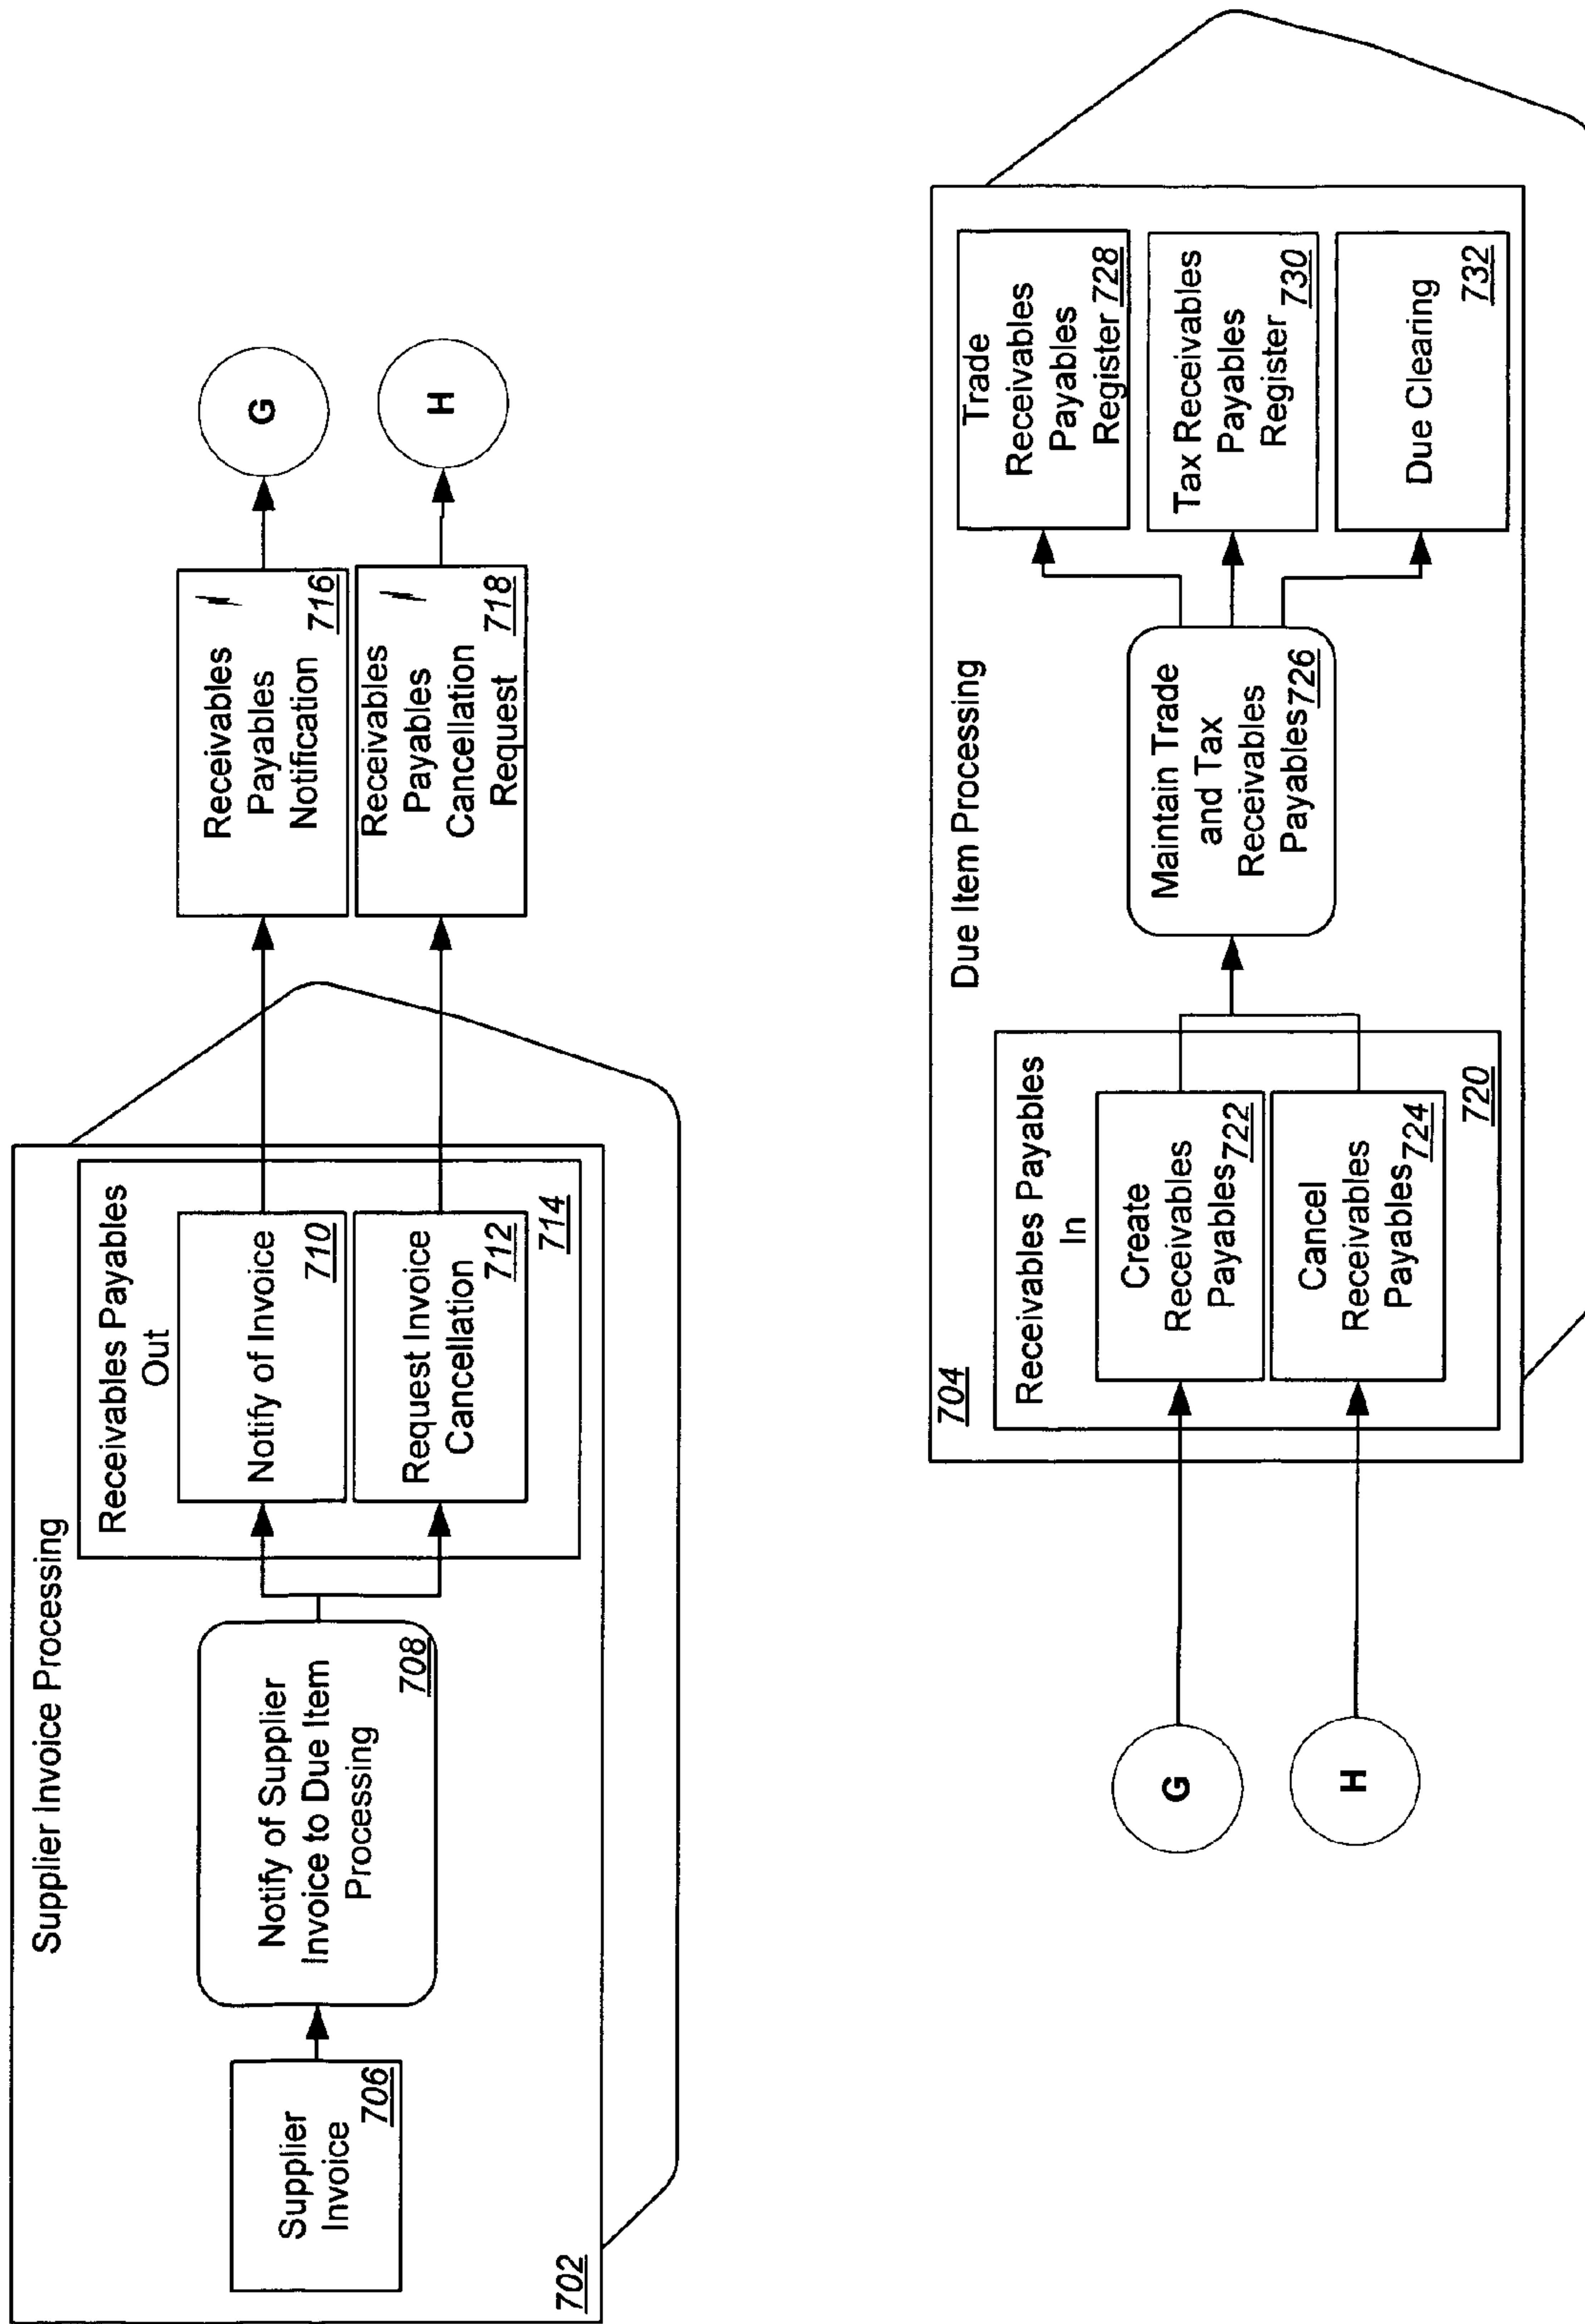 Supplier Invoice Processing
702
Supplier
Invoice
706
Notify of Supplier
Invoice to Due Item
Processing
708
Receivables Payables
Out
Notify of Invoice
710
Request Invoice
Cancellation
712
714
Receivables
Payables
Notification
716
Receivables
Payables
Cancellation
Request
718
G
H
G
H
Due Item Processing
704
Receivables Payables
In
Create
Receivables
Payables 722
Cancel
Receivables
Payables 724
720
Maintain Trade
and Tax
Receivables
Payables 726
Trade
Receivables
Payables
Register 728
Tax Receivables
Payables
Register 730
Due Clearing
732